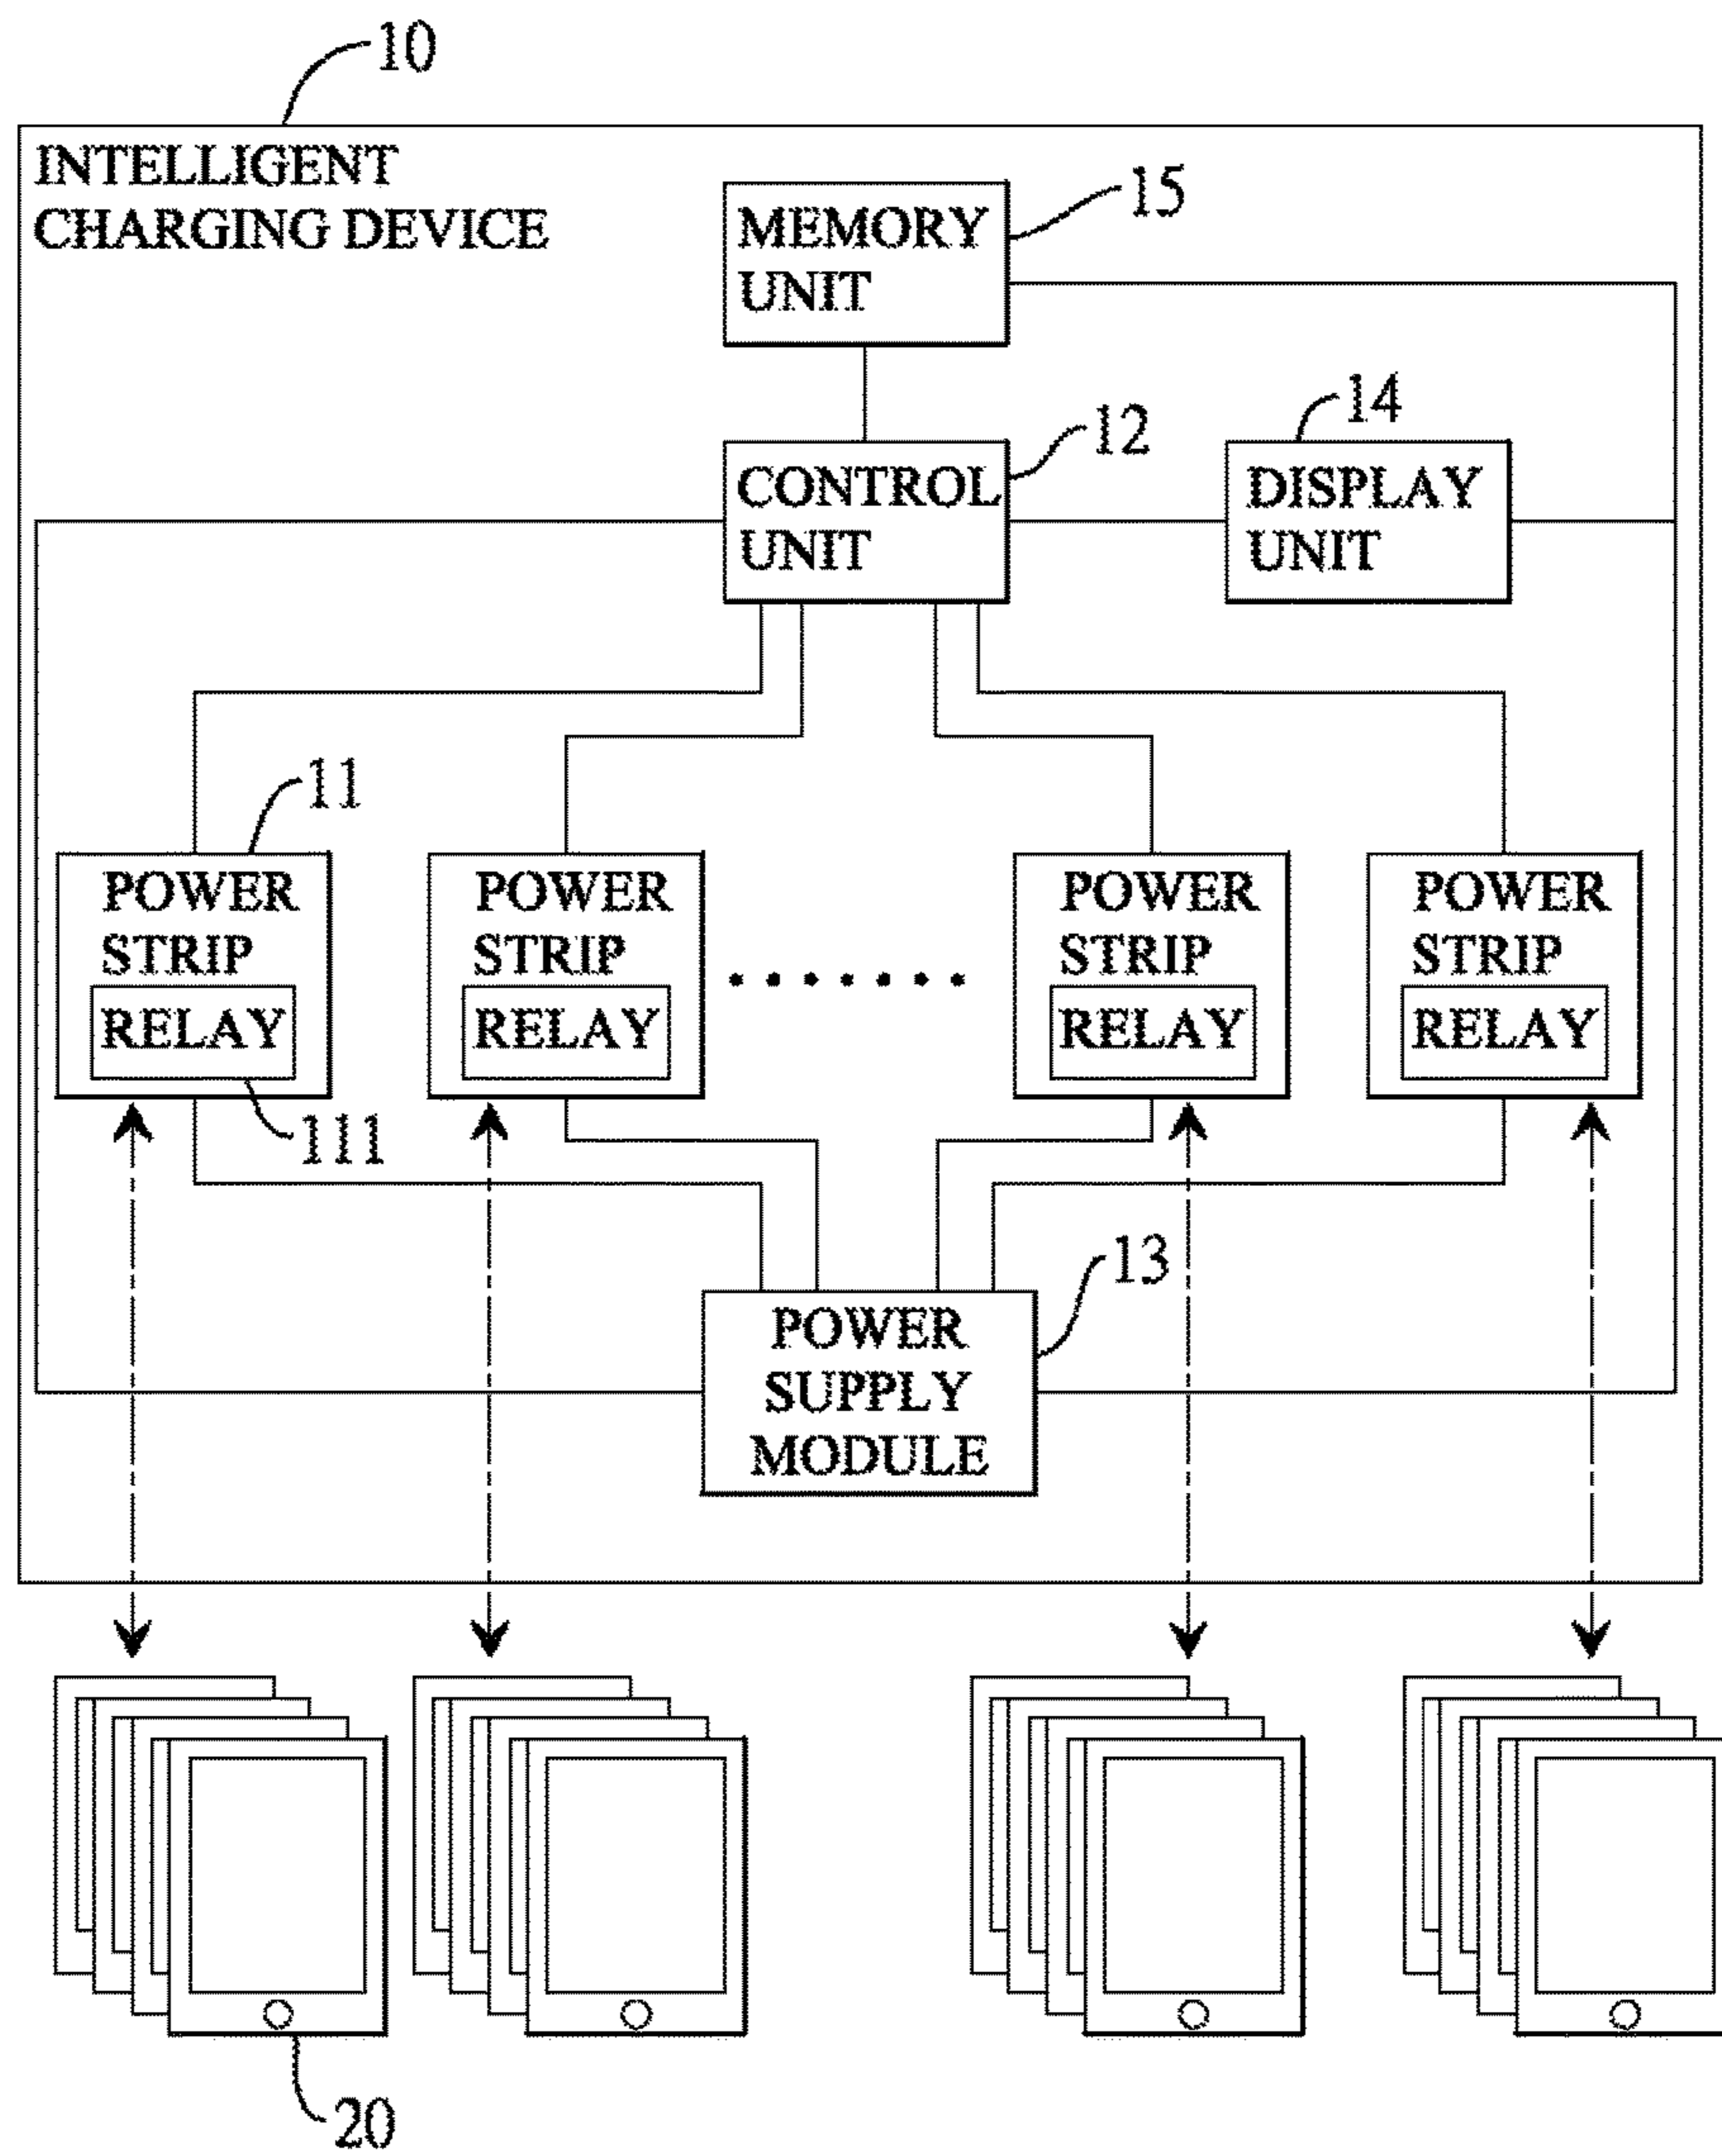 10
INTELLIGENT
CHARGING DEVICE
15
MEMORY
UNIT
14
12
CONTROL
UNIT
DISPLAY
UNIT
11
POWER
STRIP
RELAY
POWER
STRIP
RELAY
POWER
STRIP
RELAY
POWER
STRIP
RELAY
111
13
POWER
SUPPLY
MODULE
20